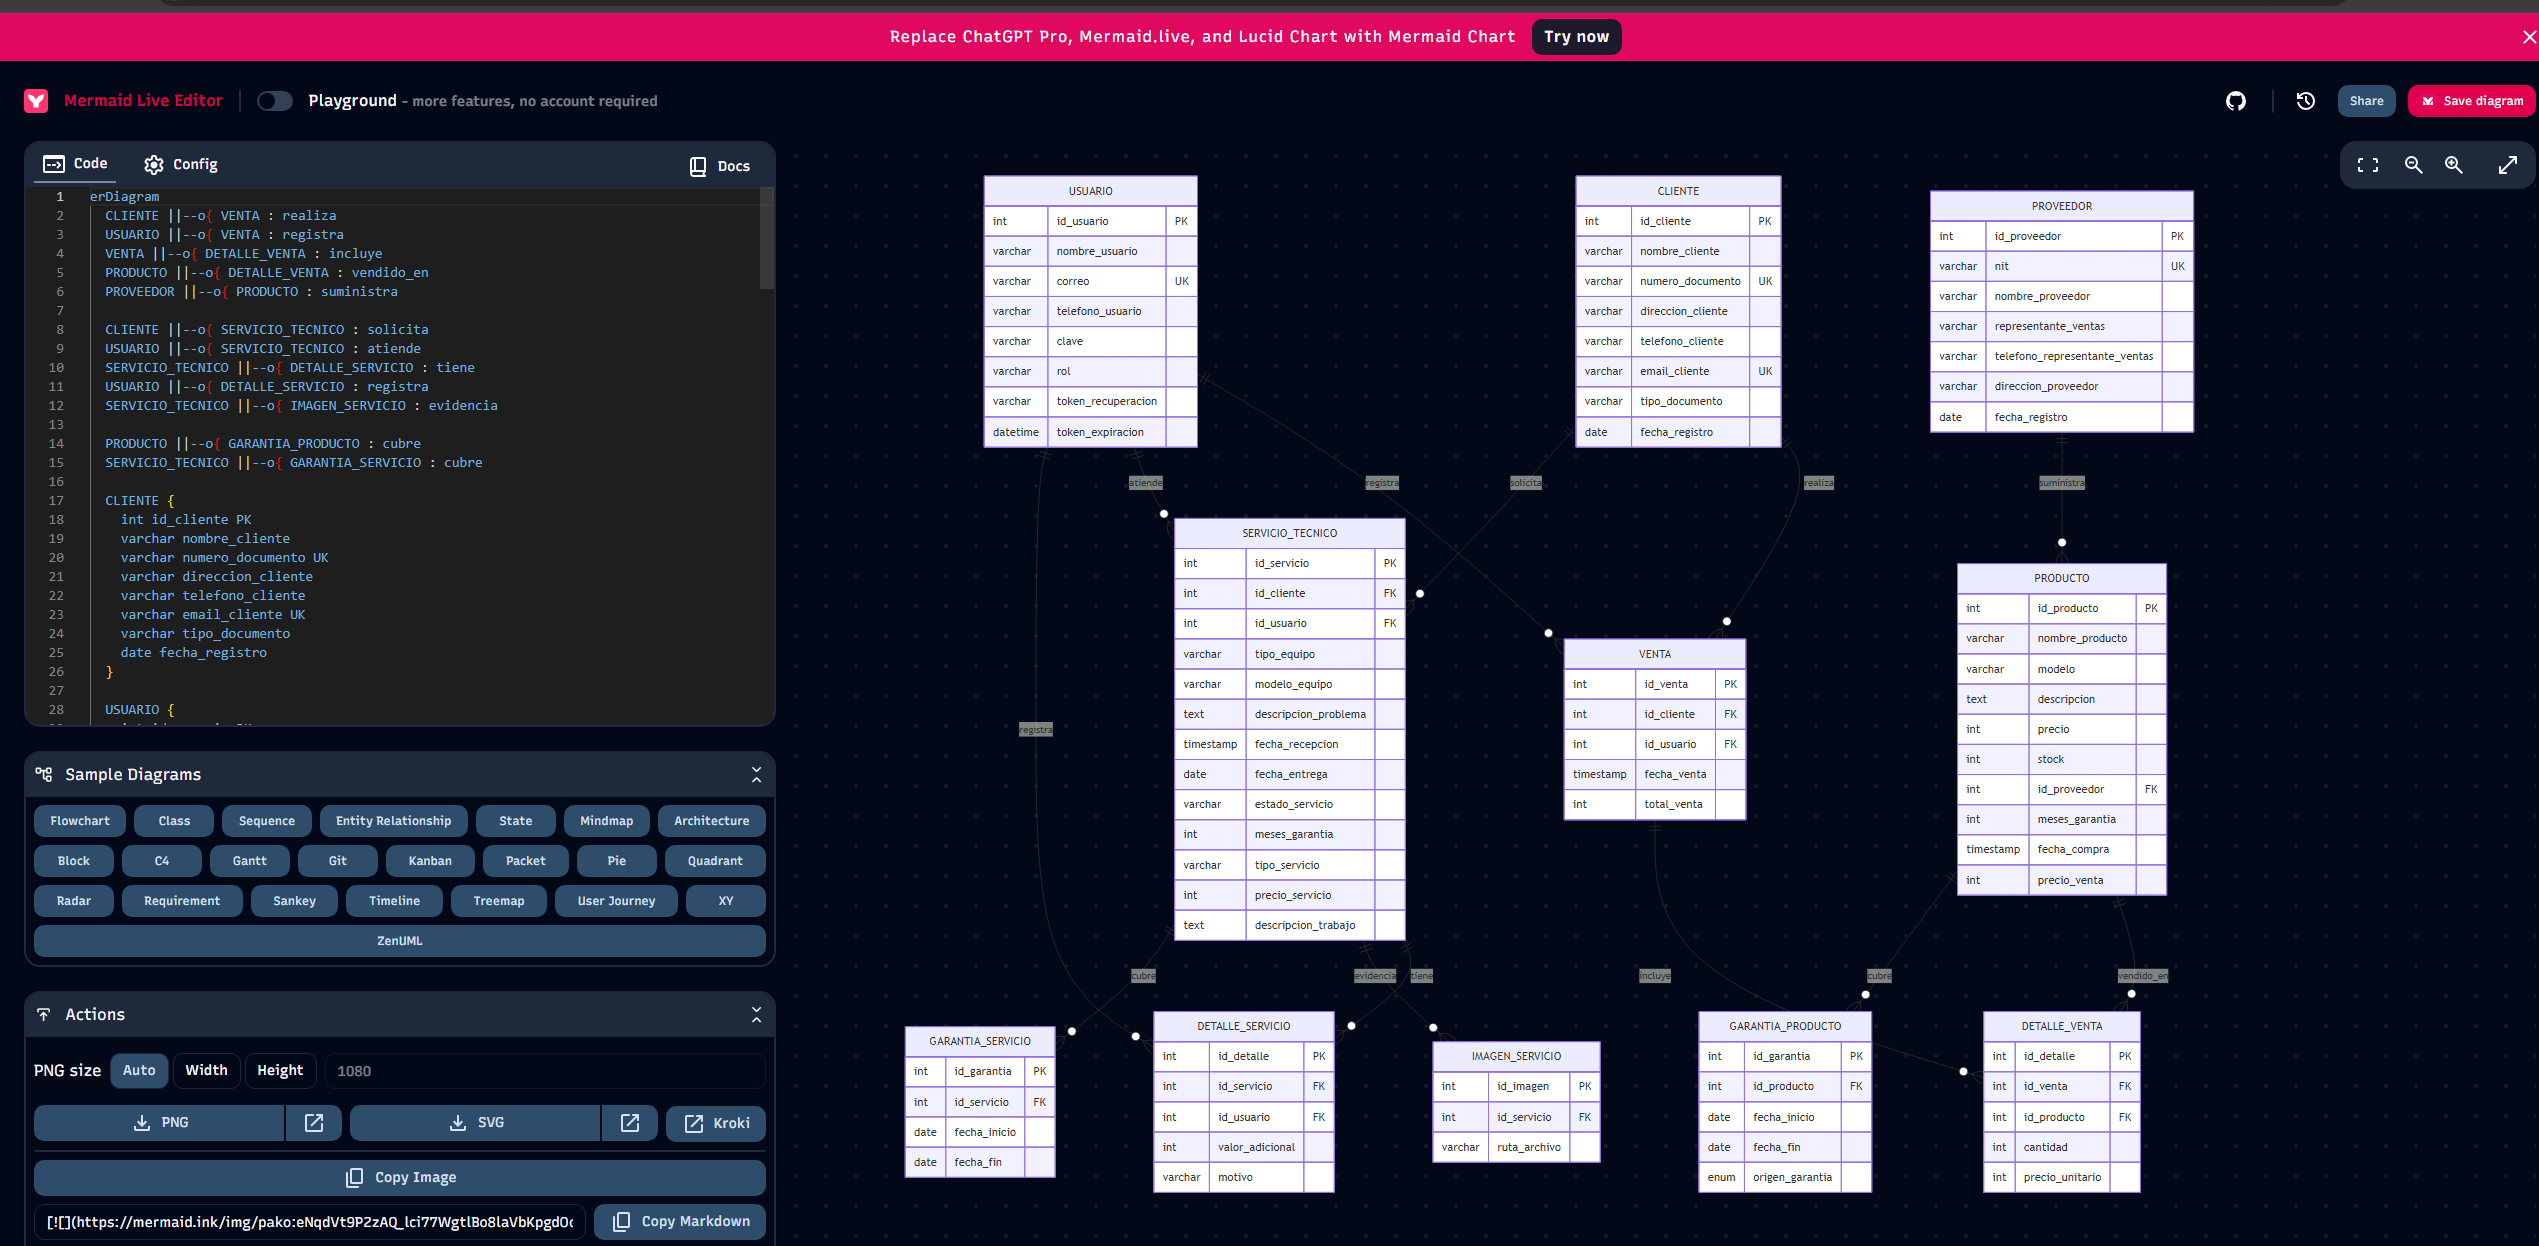 Replace ChatGPT Pro, Mermaid.live, and Lucid Chart with Mermaid Chart Try now
Mermaid Live Editor Playground - more features, no account required
Share Save diagram
Code Config Docs
1 erDiagram
2 CLIENTE ||--o{ VENTA : realiza
3 USUARIO ||--o{ VENTA : registra
4 VENTA ||--o{ DETALLE_VENTA : incluye
5 PRODUCTO ||--o{ DETALLE_VENTA : vendido_en
6 PROVEEDOR ||--o{ PRODUCTO : suministra
7
8 CLIENTE ||--o{ SERVICIO_TECNICO : solicita
9 USUARIO ||--o{ SERVICIO_TECNICO : atiende
10 SERVICIO_TECNICO ||--o{ DETALLE_SERVICIO : tiene
11 USUARIO ||--o{ DETALLE_SERVICIO : registra
12 SERVICIO_TECNICO ||--o{ IMAGEN_SERVICIO : evidencia
13
14 PRODUCTO ||--o{ GARANTIA_PRODUCTO : cubre
15 SERVICIO_TECNICO ||--o{ GARANTIA_SERVICIO : cubre
16
17 CLIENTE {
18 int id_cliente PK
19 varchar nombre_cliente
20 varchar numero_documento UK
21 varchar direccion_cliente
22 varchar telefono_cliente
23 varchar email_cliente UK
24 varchar tipo_documento
25 date fecha_registro
26 }
27
28 USUARIO {
Sample Diagrams
Flowchart Class Sequence Entity Relationship State Mindmap Architecture
Block C4 Gantt Git Kanban Packet Pie Quadrant
Radar Requirement Sankey Timeline Treemap User Journey XY
ZenUML
Actions
PNG size Auto Width Height 1080
PNG SVG Kroki
Copy Image
Copy Markdown
USUARIO
int id_usuario PK
varchar nombre_usuario
varchar correo UK
varchar telefono_usuario
varchar clave
varchar rol
varchar token_recuperacion
datetime token_expiracion
CLIENTE
int id_cliente PK
varchar nombre_cliente
varchar numero_documento UK
varchar direccion_cliente
varchar telefono_cliente
varchar email_cliente UK
varchar tipo_documento
date fecha_registro
PROVEEDOR
int id_proveedor PK
varchar nit UK
varchar nombre_proveedor
varchar representante_ventas
varchar telefono_representante_ventas
varchar direccion_proveedor
date fecha_registro
atiende registra solicita realiza suministra
SERVICIO_TECNICO
int id_servicio PK
int id_cliente FK
int id_usuario FK
varchar tipo_equipo
varchar modelo_equipo
text descripcion_problema
timestamp fecha_recepcion
date fecha_entrega
varchar estado_servicio
int meses_garantia
varchar tipo_servicio
int precio_servicio
text descripcion_trabajo
VENTA
int id_venta PK
int id_cliente FK
int id_usuario FK
timestamp fecha_venta
int total_venta
PRODUCTO
int id_producto PK
varchar nombre_producto
varchar modelo
text descripcion
int precio
int stock
int id_proveedor FK
int meses_garantia
timestamp fecha_compra
int precio_venta
registra
cubre evidencia tiene incluye cubre vendido_en
GARANTIA_SERVICIO
int id_garantia PK
int id_servicio FK
date fecha_inicio
date fecha_fin
DETALLE_SERVICIO
int id_detalle PK
int id_servicio FK
int id_usuario FK
int valor_adicional
varchar motivo
IMAGEN_SERVICIO
int id_imagen PK
int id_servicio FK
varchar ruta_archivo
GARANTIA_PRODUCTO
int id_garantia PK
int id_producto FK
date fecha_inicio
date fecha_fin
enum origen_garantia
DETALLE_VENTA
int id_detalle PK
int id_venta FK
int id_producto FK
int cantidad
int precio_unitario